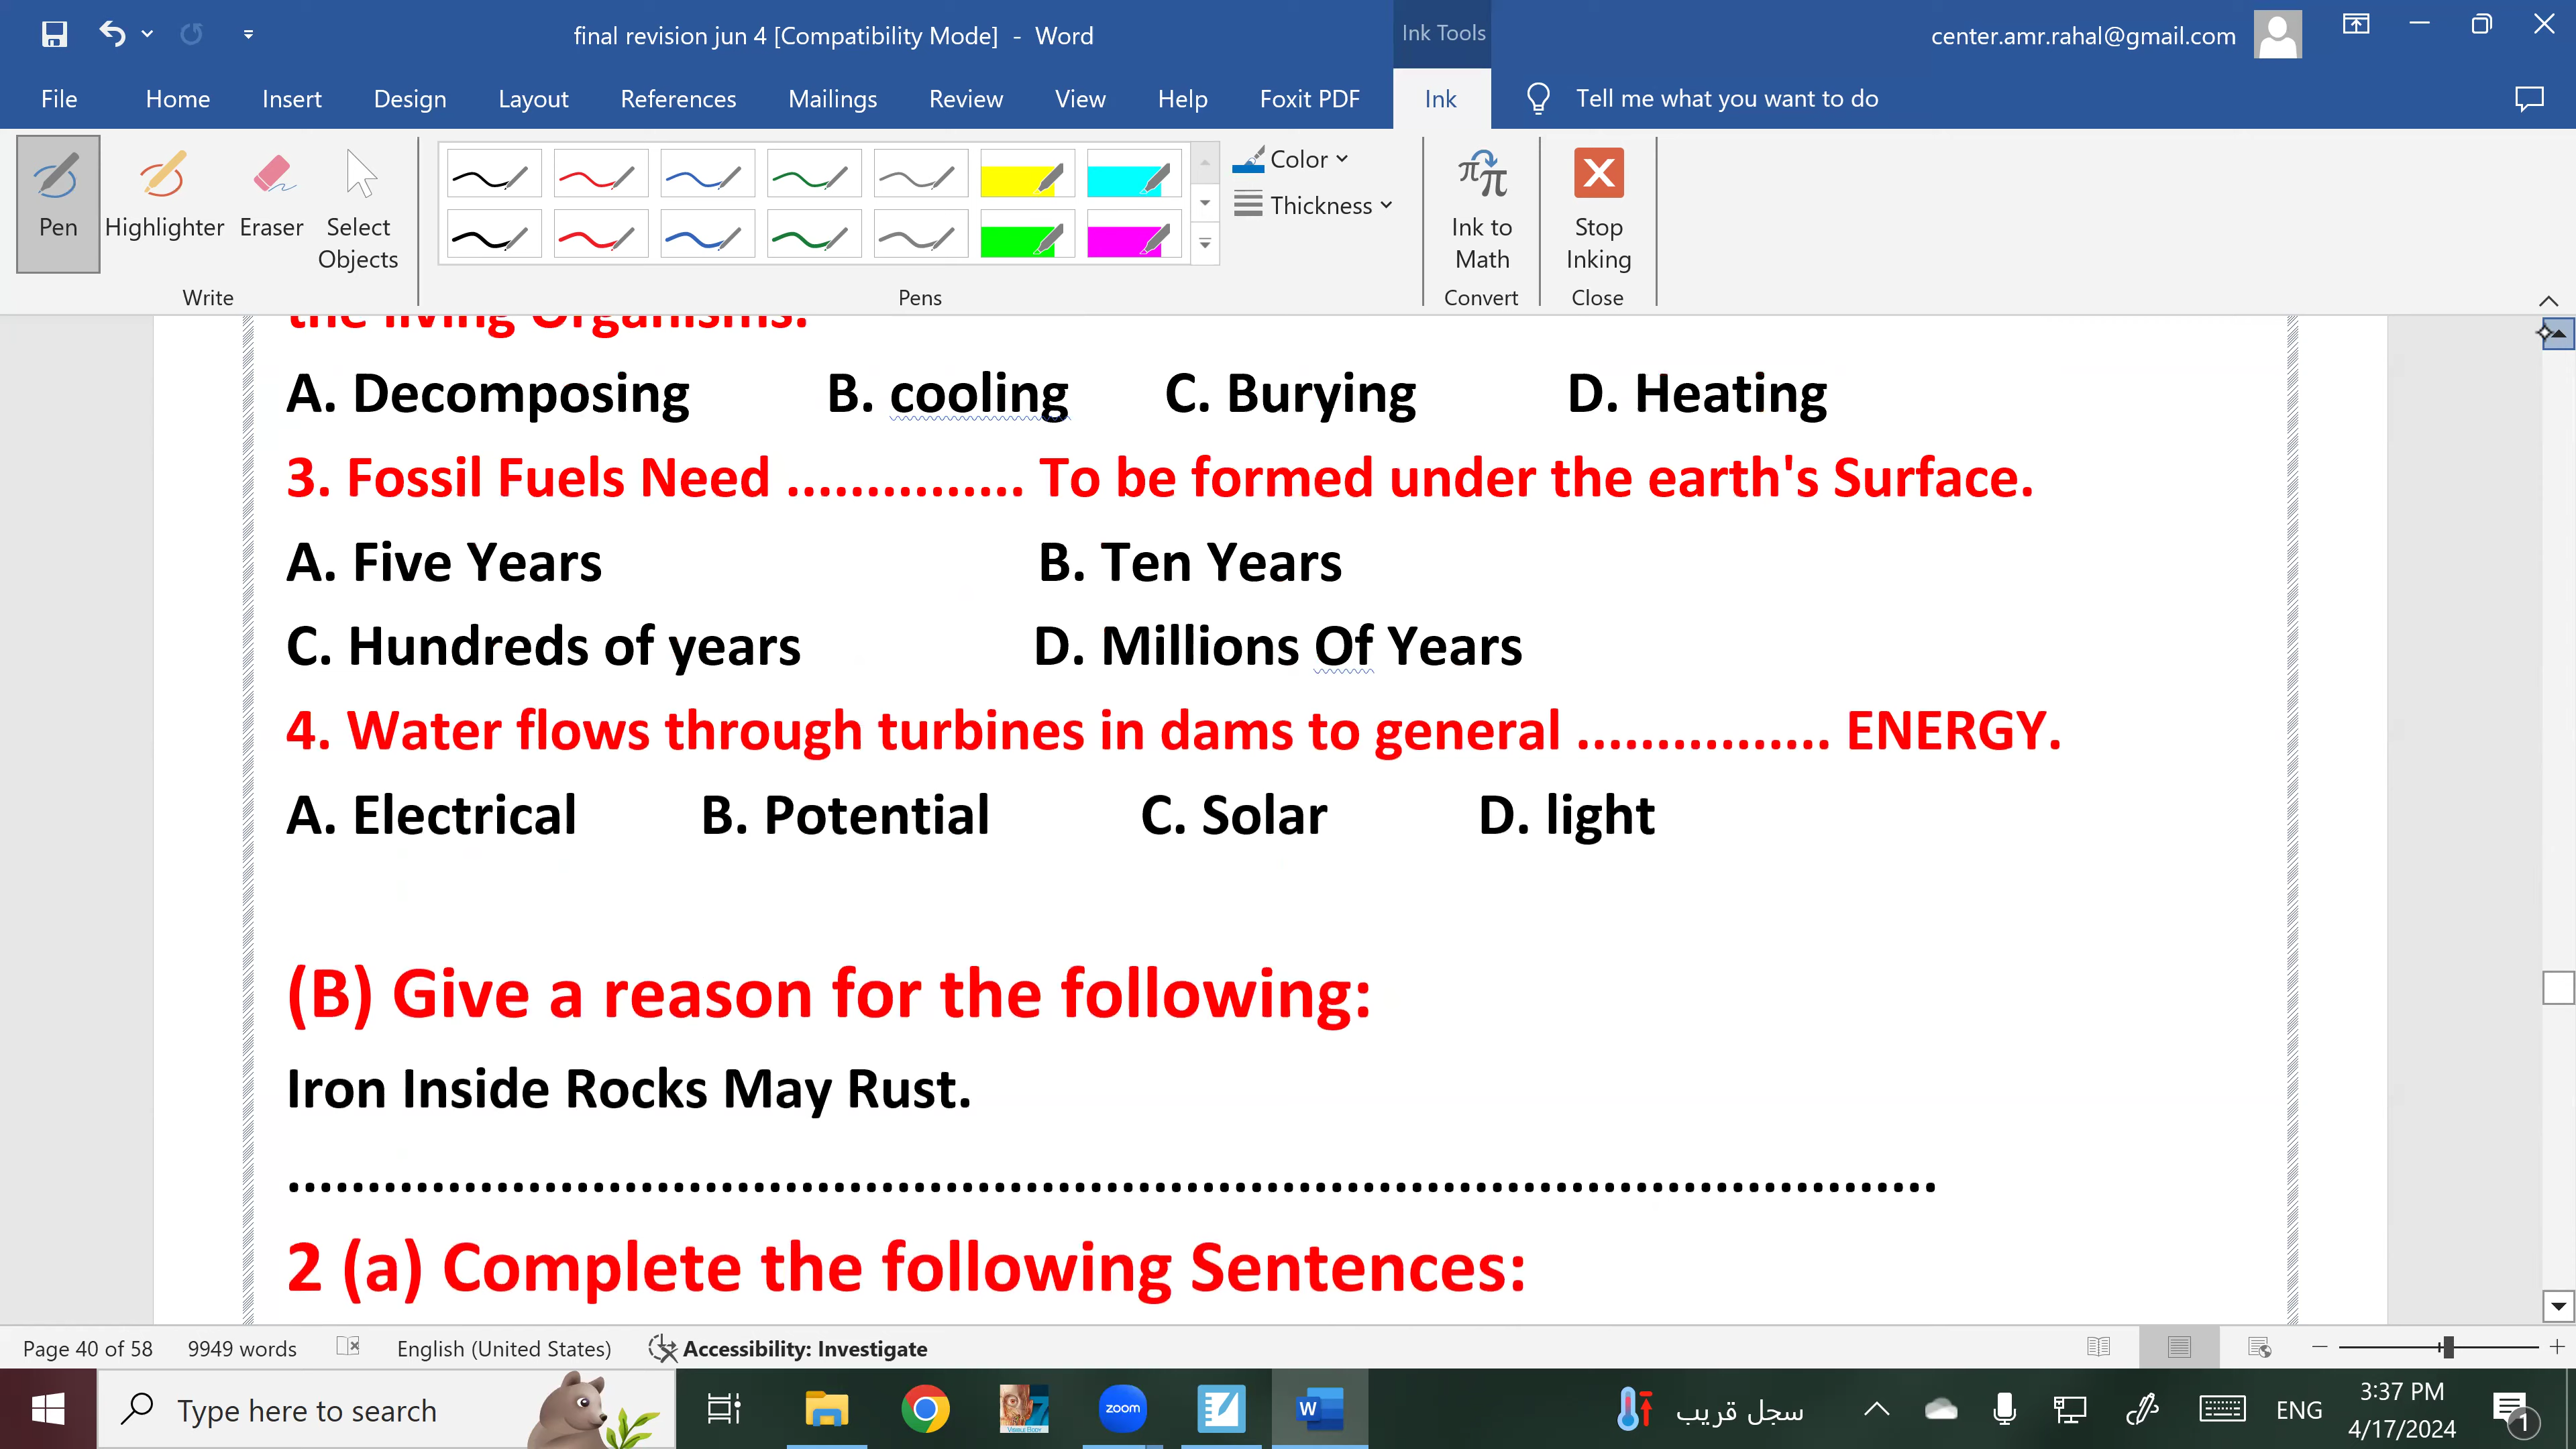 final revision jun 4 [Compatibility Mode] - Word
Ink Tools
center.amr.rahal@gmail.com
File Home Insert Design Layout References Mailings Review View Help Foxit PDF Ink Tell me what you want to do
Pen Highlighter Eraser Select Objects
Color
Thickness
Ink to Math
Stop Inking
Write Pens Convert Close
the living Organisms.
A. Decomposing B. cooling C. Burying D. Heating
3. Fossil Fuels Need ............... To be formed under the earth's Surface.
A. Five Years B. Ten Years
C. Hundreds of years D. Millions Of Years
4. Water flows through turbines in dams to general ................ ENERGY.
A. Electrical B. Potential C. Solar D. light
(B) Give a reason for the following:
Iron Inside Rocks May Rust.
........................................................................................................
2 (a) Complete the following Sentences:
Page 40 of 58 9949 words English (United States) Accessibility: Investigate
Type here to search
zoom
W
سجل قريب
ENG
3:37 PM
4/17/2024
1